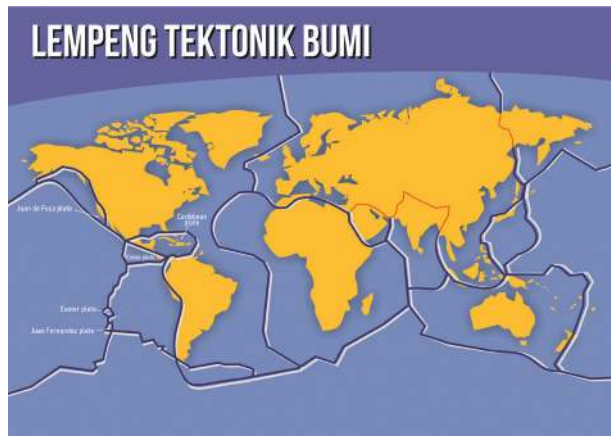 LEMPENG TEKTONIK BUMI
Juan de Fuca plate
Caribbean
plate
Cocos plate
Easter plate
Juan Fernandez plate